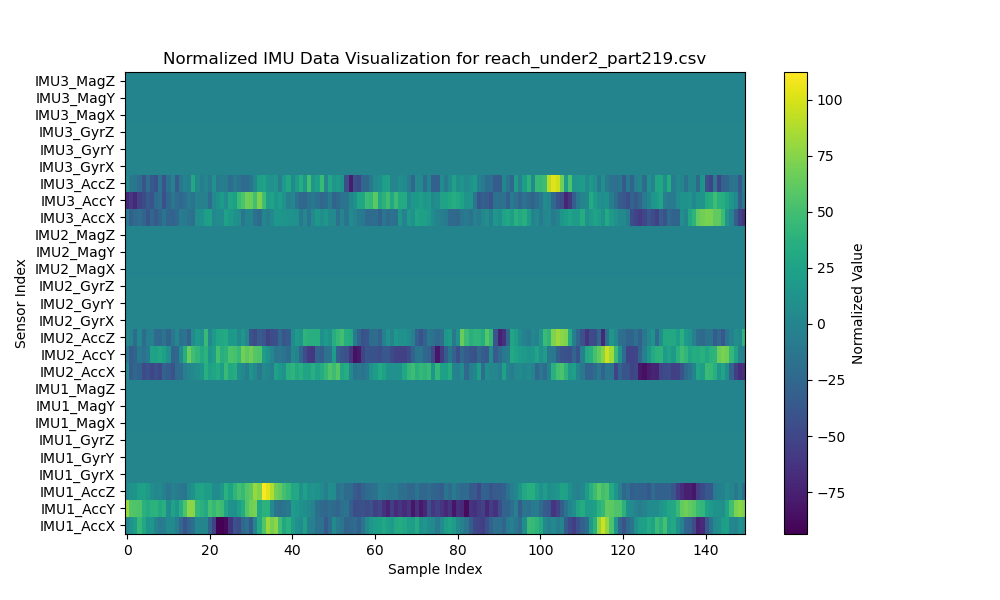 Normalized IMU Data Visualization for reach_under2_part219.csv
IMU3_MagZ
IMU3_MagY
IMU3_MagX
IMU3_GyrZ
IMU3_GyrY
IMU3_GyrX
IMU3_AccZ
IMU3_AccY
IMU3_AccX
IMU2_MagZ
IMU2_MagY
IMU2_MagX
IMU2_GyrZ
IMU2_GyrY
IMU2_GyrX
IMU2_AccZ
IMU2_AccY
IMU2_AccX
IMU1_MagZ
IMU1_MagY
IMU1_MagX
IMU1_GyrZ
IMU1_GyrY
IMU1_GyrX
IMU1_AccZ
IMU1_AccY
IMU1_AccX
Sensor Index
0 20 40 60 80 100 120 140
Sample Index
100
75
50
25
0
−25
−50
−75
Normalized Value